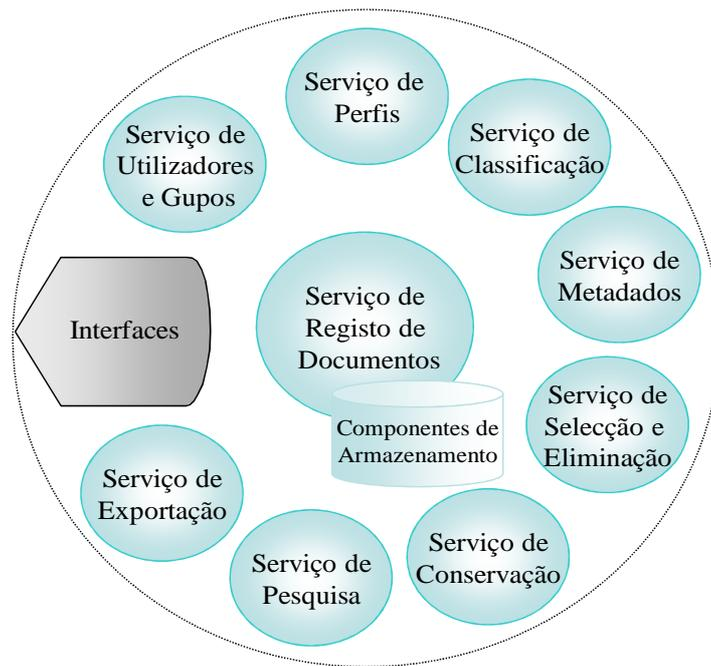 Serviço de
Perfis
Serviço de
Classificação
Serviço de
Utilizadores
e Gupos
Serviço de
Metadados
Interfaces
Serviço de
Registo de
Documentos
Componentes de
Armazenamento
Serviço de
Selecção e
Eliminação
Serviço de
Exportação
Serviço de
Pesquisa
Serviço de
Conservação